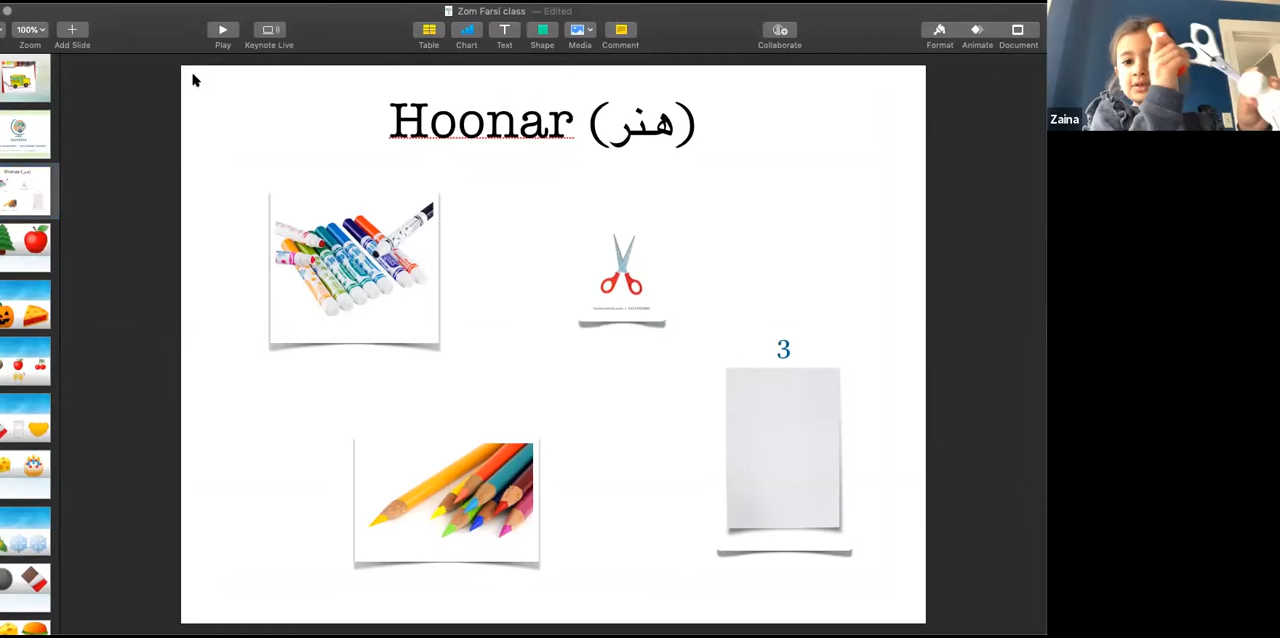 Zom Farsi class — Edited
100%
Zoom
Add Slide
Play
Keynote Live
Table
Chart
Text
Shape
Media
Comment
Collaborate
Format
Animate
Document
Zaina
Hoonar (هنر)
3